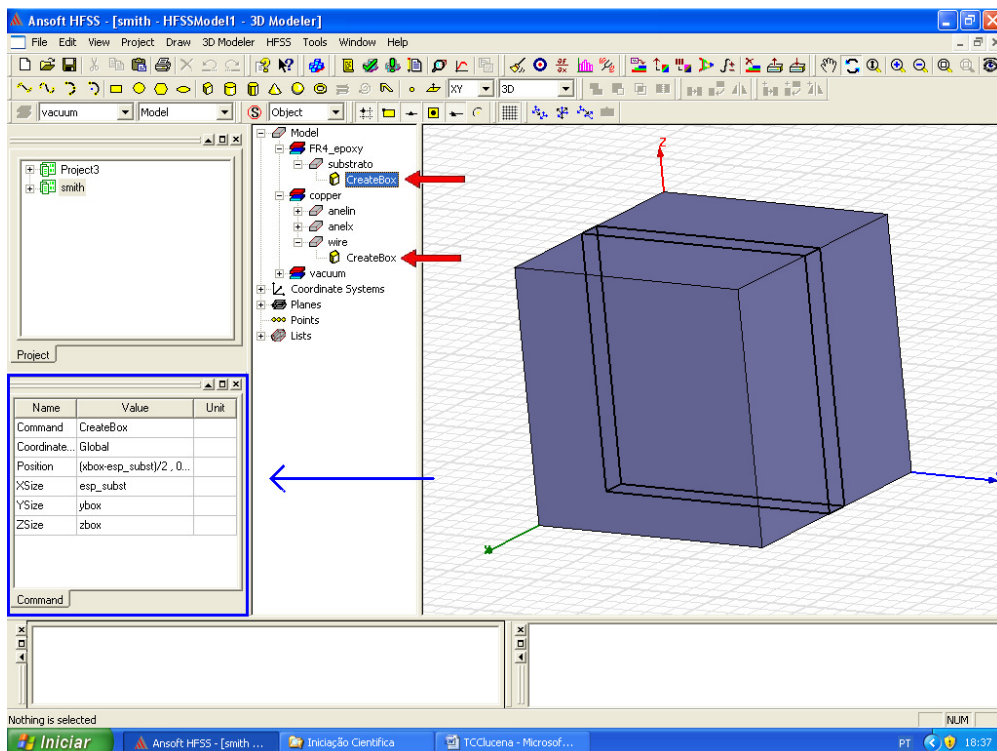 Ansoft HFSS - [smith - HFSSModel1 - 3D Modeler]
File Edit View Project Draw 3D Modeler HFSS Tools Window Help
XY 3D
vacuum Model Object
Project3
smith
Project
Name Value Unit
Command CreateBox
Coordinate... Global
Position (xbox-esp_subst)/2 , 0...
XSize esp_subst
YSize ybox
ZSize zbox
Command
Model
FR4_epoxy
substrato
CreateBox
copper
anelin
anelx
wire
CreateBox
vacuum
Coordinate Systems
Planes
Points
Lists
Z
Nothing is selected
NUM
Iniciar
Ansoft HFSS - [smith ...
Iniciação Cientifica
TCClucena - Microsof...
PT
18:37